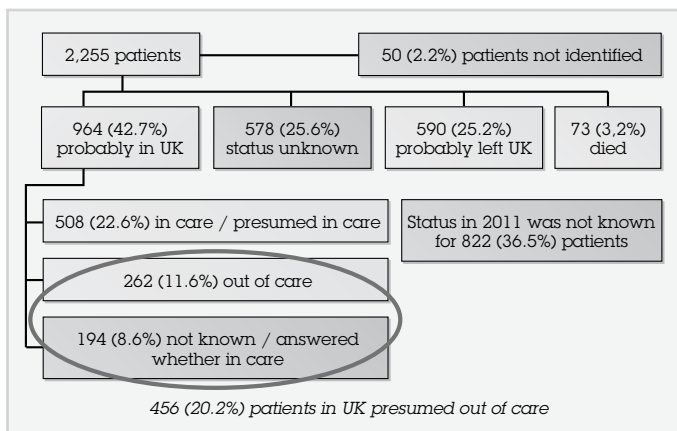 2,255 patients
50 (2.2%) patients not identified
964 (42.7%)
probably in UK
578 (25.6%)
status unknown
590 (25.2%)
probably left UK
73 (3,2%)
died
508 (22.6%) in care / presumed in care
Status in 2011 was not known
for 822 (36.5%) patients
262 (11.6%) out of care
194 (8.6%) not known / answered
whether in care
456 (20.2%) patients in UK presumed out of care